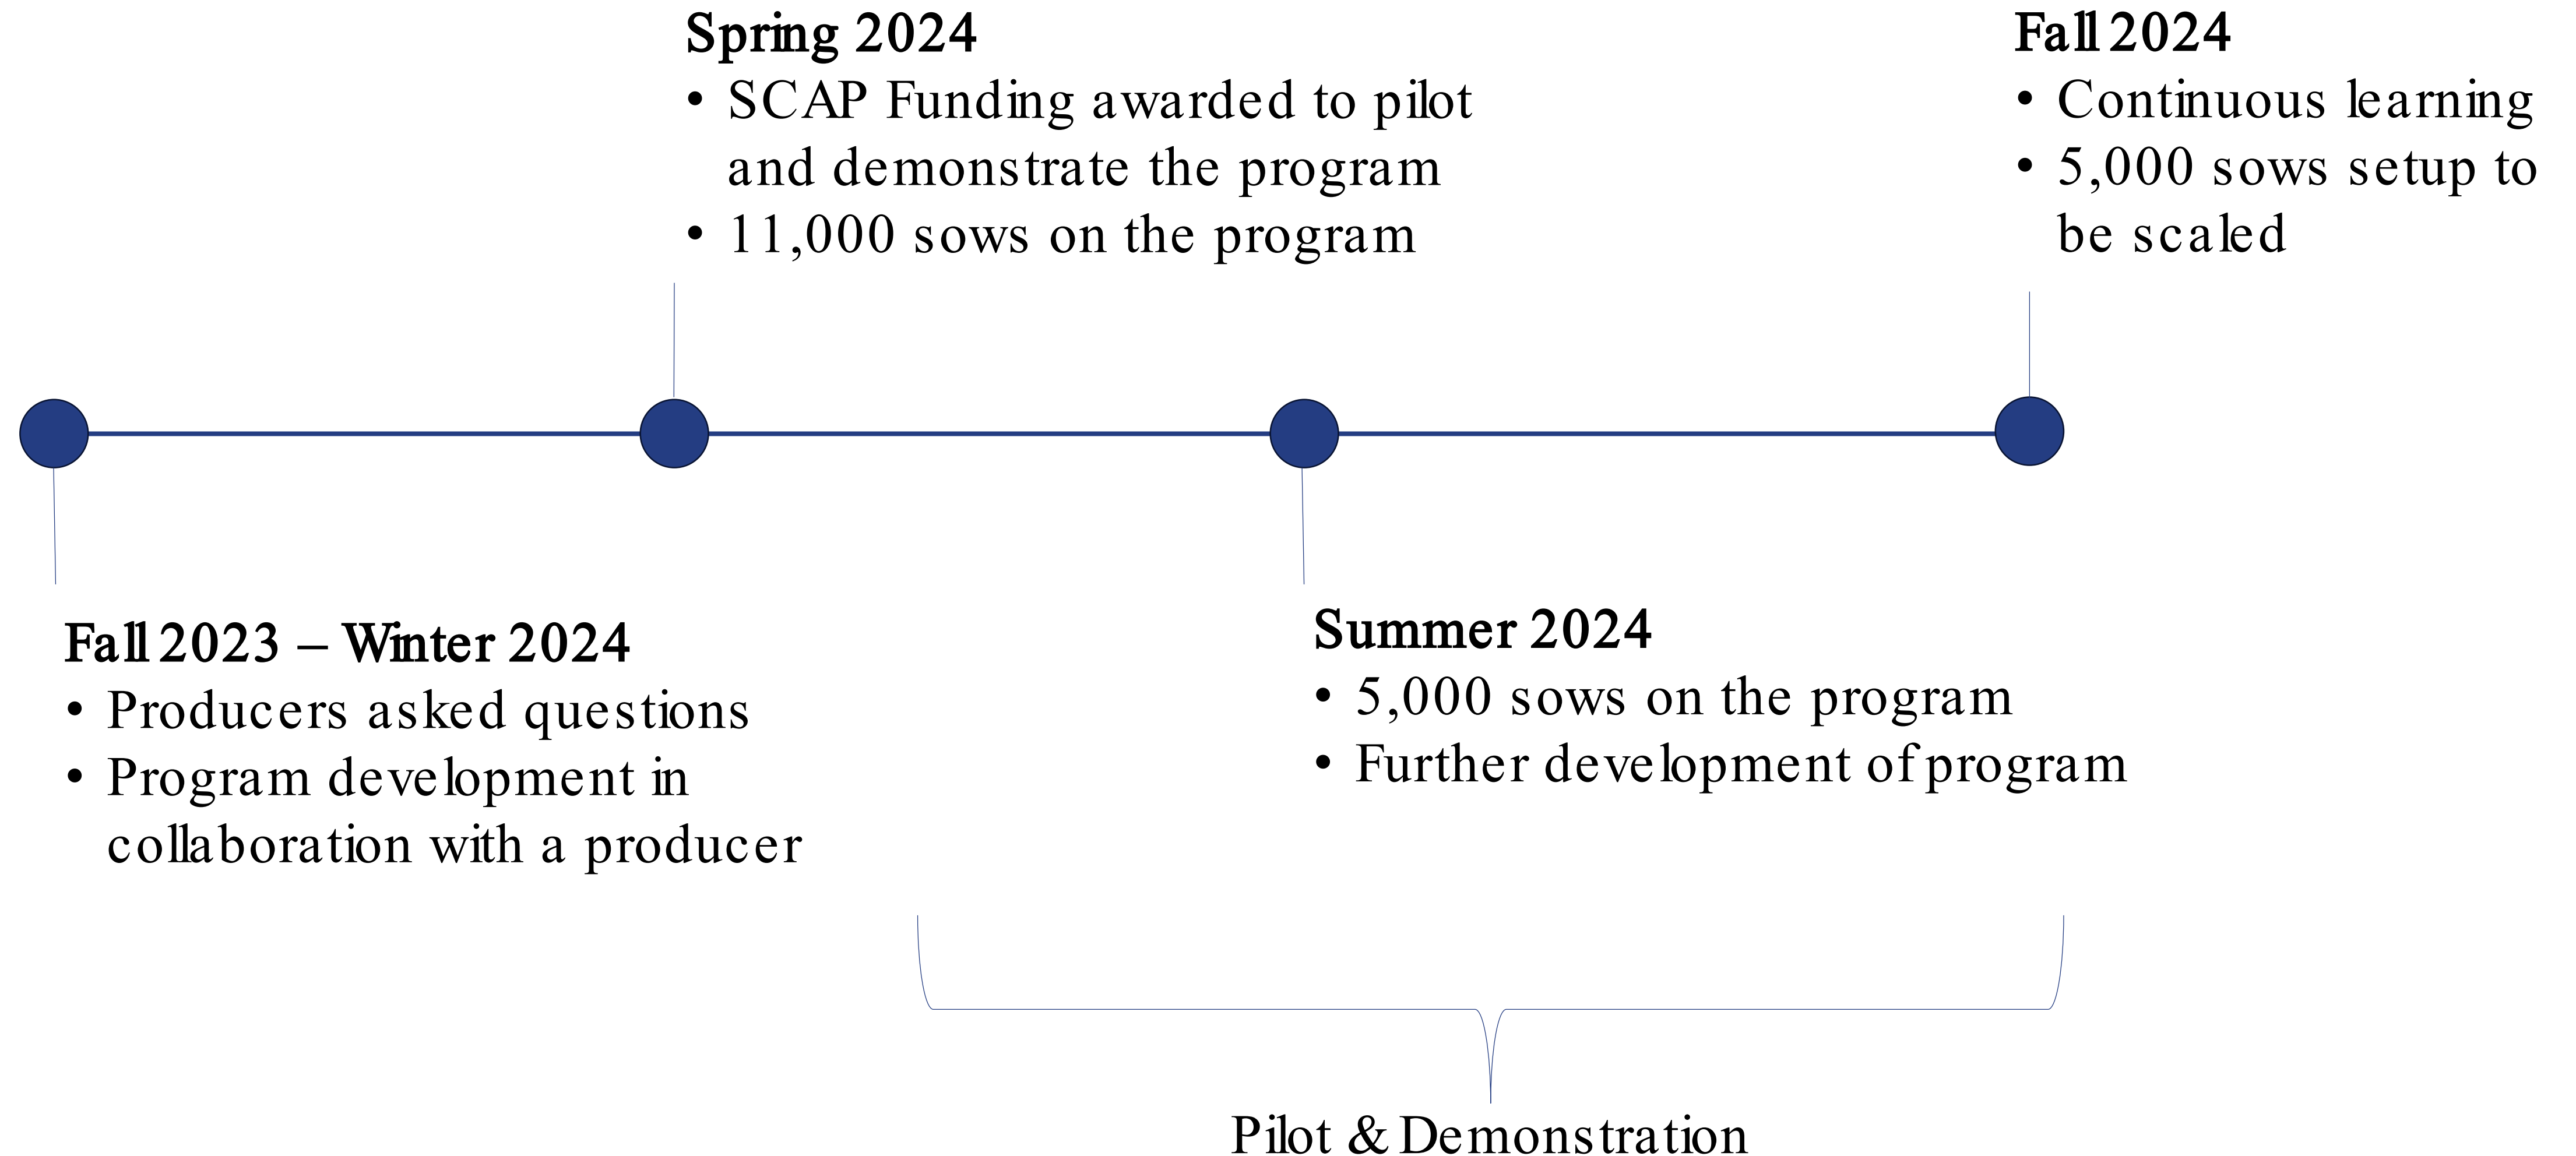 Spring 2024
• SCAP Funding awarded to pilot
and demonstrate the program
• 11,000 sows on the program
Fall 2024
• Continuous learning
• 5,000 sows setup to
be scaled
Fall 2023 – Winter 2024
• Producers asked questions
• Program development in
collaboration with a producer
Summer 2024
• 5,000 sows on the program
• Further development of program
Pilot & Demonstration